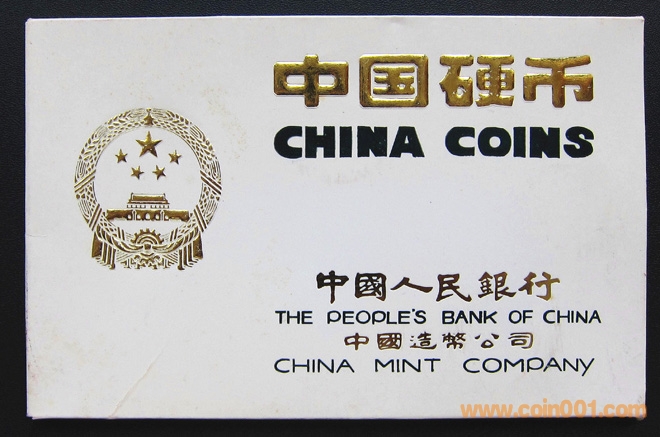 中国硬币
CHINA COINS
中國人民銀行
THE PEOPLE'S BANK OF CHINA
中國造幣公司
CHINA MINT COMPANY
www.coin001.com